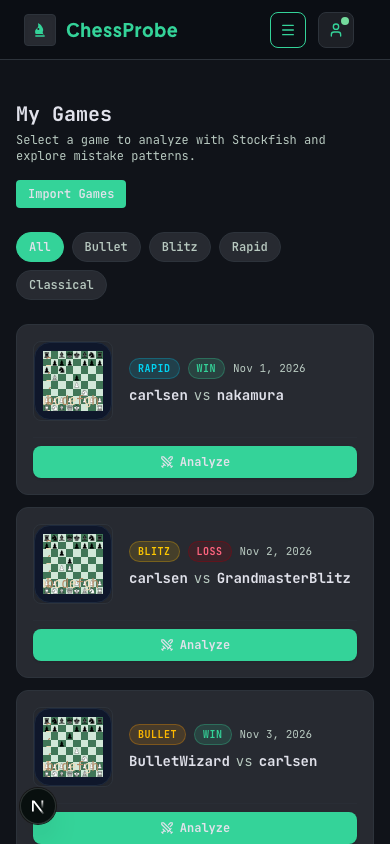 ChessProbe
My Games
Select a game to analyze with Stockfish and
explore mistake patterns.
Import Games
All
Bullet
Blitz
Rapid
Classical
RAPID
WIN
Nov 1, 2026
carlsen vs nakamura
Analyze
BLITZ
LOSS
Nov 2, 2026
carlsen vs GrandmasterBlitz
Analyze
BULLET
WIN
Nov 3, 2026
BulletWizard vs carlsen
N
Analyze